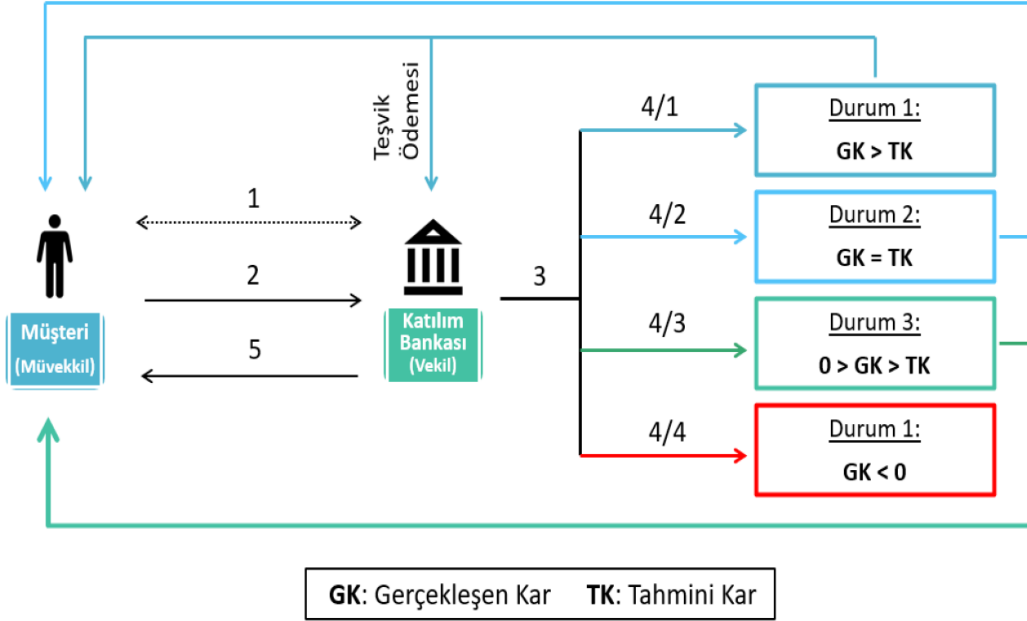 Teşvik
Ödemesi
4/1
Durum 1:
GK > TK
1
4/2
Durum 2:
GK = TK
2
3
Müşteri
(Müvekkil)
Katılım
Bankası
(Vekil)
4/3
Durum 3:
0 > GK > TK
5
4/4
Durum 1:
GK < 0
GK: Gerçekleşen Kar TK: Tahmini Kar